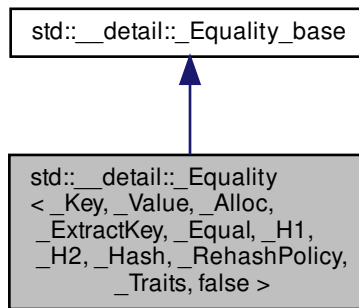 std::__detail::_Equality_base
std::__detail::_Equality
< _Key, _Value, _Alloc,
_ExtractKey, _Equal, _H1,
_H2, _Hash, _RehashPolicy,
_Traits, false >